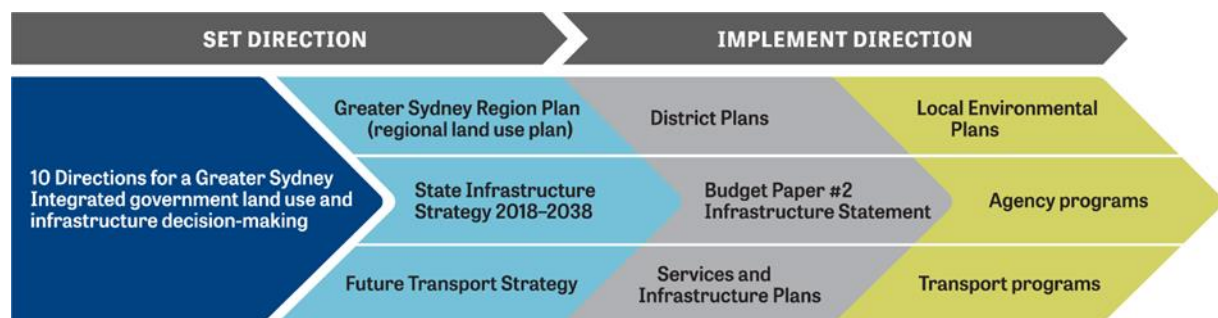 SET DIRECTION
IMPLEMENT DIRECTION
10 Directions for a Greater Sydney
Integrated government land use and
infrastructure decision-making
Greater Sydney Region Plan
(regional land use plan)
District Plans
Local Environmental
Plans
State Infrastructure
Strategy 2018–2038
Budget Paper #2
Infrastructure Statement
Agency programs
Future Transport Strategy
Services and
Infrastructure Plans
Transport programs